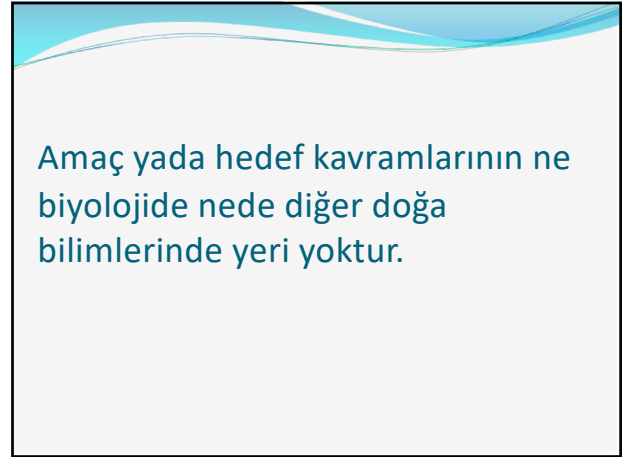 Amaç yada hedef kavramlarının ne
biyolojide nede diğer doğa
bilimlerinde yeri yoktur.